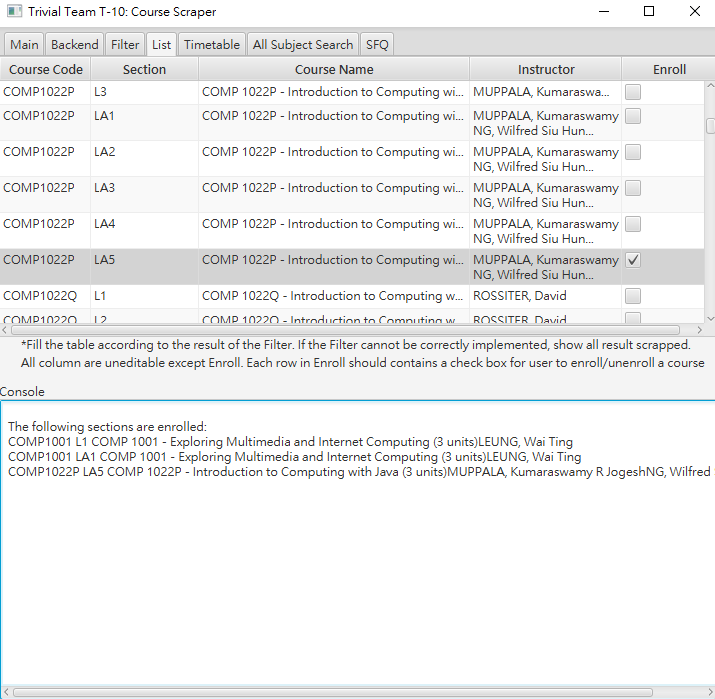 Trivial Team T-10: Course Scraper
Main Backend Filter List Timetable All Subject Search SFQ
Course Code Section Course Name Instructor Enroll
COMP1022P L3 COMP 1022P - Introduction to Computing wi... MUPPALA, Kumaraswa...
COMP1022P LA1 COMP 1022P - Introduction to Computing wi... MUPPALA, Kumaraswamy
NG, Wilfred Siu Hun...
COMP1022P LA2 COMP 1022P - Introduction to Computing wi... MUPPALA, Kumaraswamy
NG, Wilfred Siu Hun...
COMP1022P LA3 COMP 1022P - Introduction to Computing wi... MUPPALA, Kumaraswamy
NG, Wilfred Siu Hun...
COMP1022P LA4 COMP 1022P - Introduction to Computing wi... MUPPALA, Kumaraswamy
NG, Wilfred Siu Hun...
COMP1022P LA5 COMP 1022P - Introduction to Computing wi... MUPPALA, Kumaraswamy
NG, Wilfred Siu Hun...
COMP1022Q L1 COMP 1022Q - Introduction to Computing w... ROSSITER, David
COMP1022Q L2 COMP 1022Q - Introduction to Computing w... ROSSITER, David
*Fill the table according to the result of the Filter. If the Filter cannot be correctly implemented, show all result scrapped.
All column are uneditable except Enroll. Each row in Enroll should contains a check box for user to enroll/unenroll a course
Console
The following sections are enrolled:
COMP1001 L1 COMP 1001 - Exploring Multimedia and Internet Computing (3 units)LEUNG, Wai Ting
COMP1001 LA1 COMP 1001 - Exploring Multimedia and Internet Computing (3 units)LEUNG, Wai Ting
COMP1022P LA5 COMP 1022P - Introduction to Computing with Java (3 units)MUPPALA, Kumaraswamy R JogeshNG, Wilfred